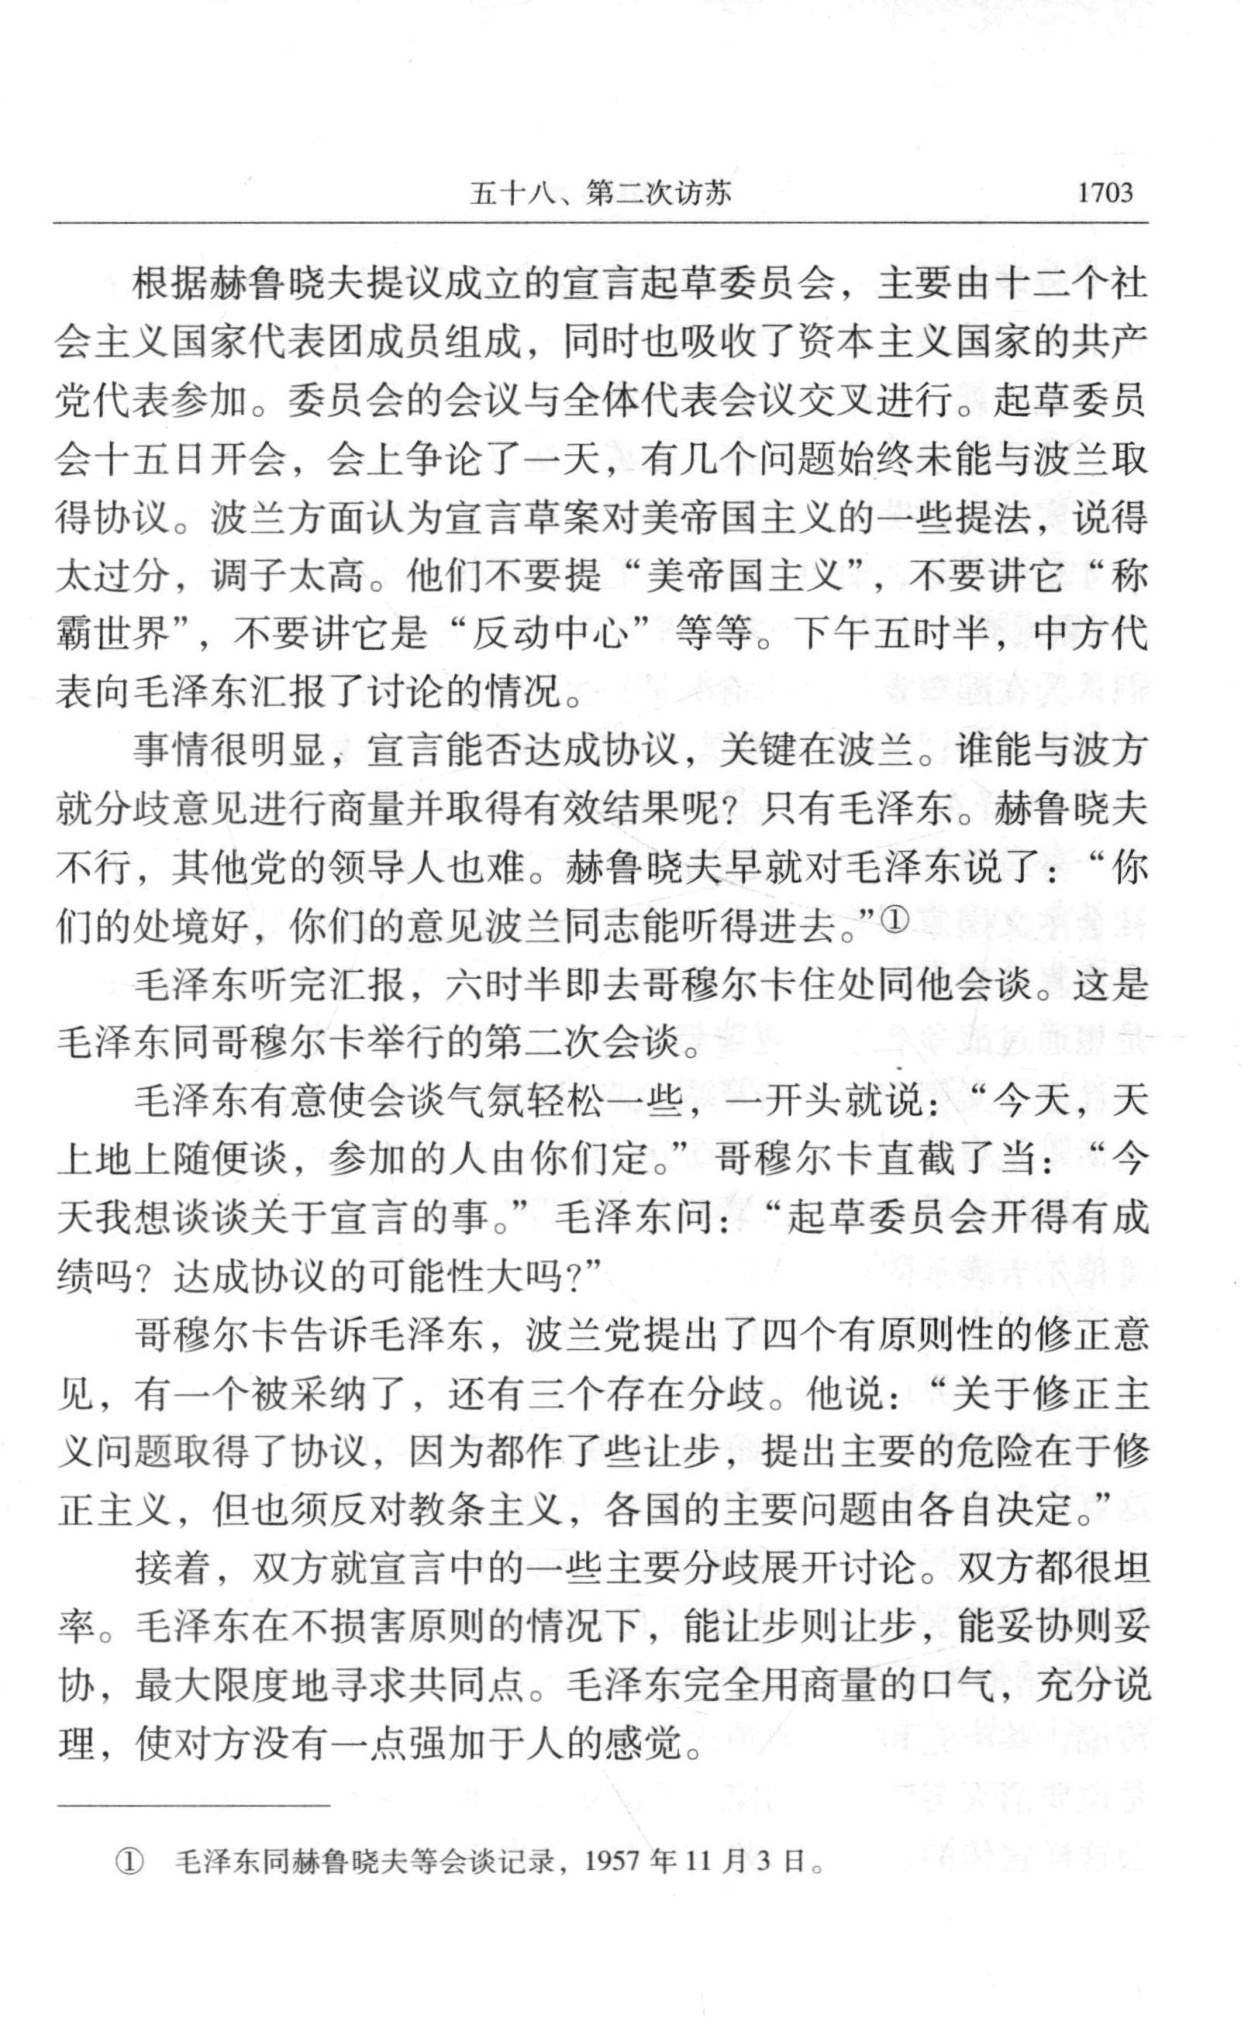 五十八、第二次访苏 1703
根据赫鲁晓夫提议成立的宣言起草委员会，主要由十二个社
会主义国家代表团成员组成，同时也吸收了资本主义国家的共产
党代表参加。委员会的会议与全体代表会议交叉进行。起草委员
会十五日开会，会上争论了一天，有几个问题始终未能与波兰取
得协议。波兰方面认为宣言草案对美帝国主义的一些提法，说得
太过分，调子太高。他们不要提“美帝国主义”，不要讲它“称
霸世界”，不要讲它是“反动中心”等等。下午五时半，中方代
表向毛泽东汇报了讨论的情况。
事情很明显，宣言能否达成协议，关键在波兰。谁能与波方
就分歧意见进行商量并取得有效结果呢？只有毛泽东。赫鲁晓夫
不行，其他党的领导人也难。赫鲁晓夫早就对毛泽东说了：“你
们的处境好，你们的意见波兰同志能听得进去。”①
毛泽东听完汇报，六时半即去哥穆尔卡住处同他会谈。这是
毛泽东同哥穆尔卡举行的第二次会谈。
毛泽东有意使会谈气氛轻松一些，一开头就说：“今天，天
上地上随便谈，参加的人由你们定。”哥穆尔卡直截了当：“今
天我想谈谈关于宣言的事。”毛泽东问：“起草委员会开得有成
绩吗？达成协议的可能性大吗？”
哥穆尔卡告诉毛泽东，波兰党提出了四个有原则性的修正意
见，有一个被采纳了，还有三个存在分歧。他说：“关于修正主
义问题取得了协议，因为都作了些让步，提出主要的危险在于修
正主义，但也须反对教条主义，各国的主要问题由各自决定。”
接着，双方就宣言中的一些主要分歧展开讨论。双方都很坦
率。毛泽东在不损害原则的情况下，能让步则让步，能妥协则妥
协，最大限度地寻求共同点。毛泽东完全用商量的口气，充分说
理，使对方没有一点强加于人的感觉。
① 毛泽东同赫鲁晓夫等会谈记录，1957年11月3日。